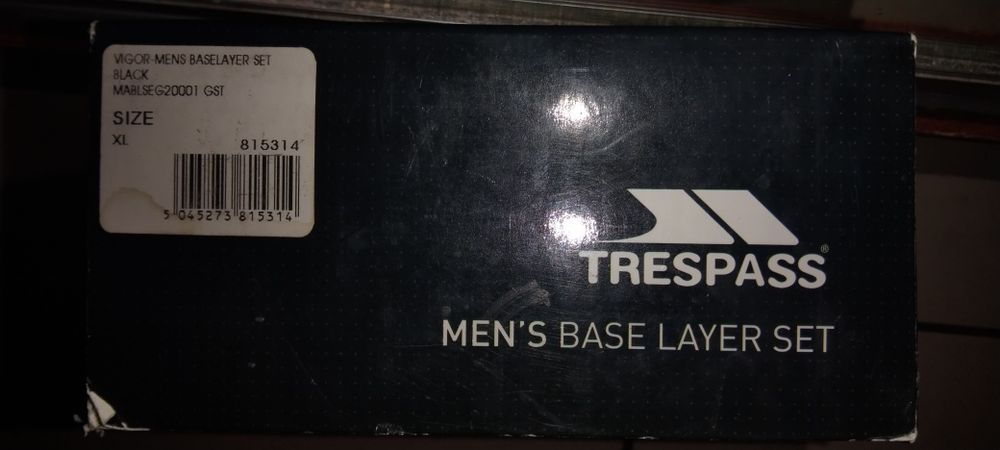 VIGOR-MENS BASELAYER SET
BLACK
MABLSEG20001 GST
SIZE
XL
815314
5 045273 815314
TRESPASS®
MEN'S BASE LAYER SET